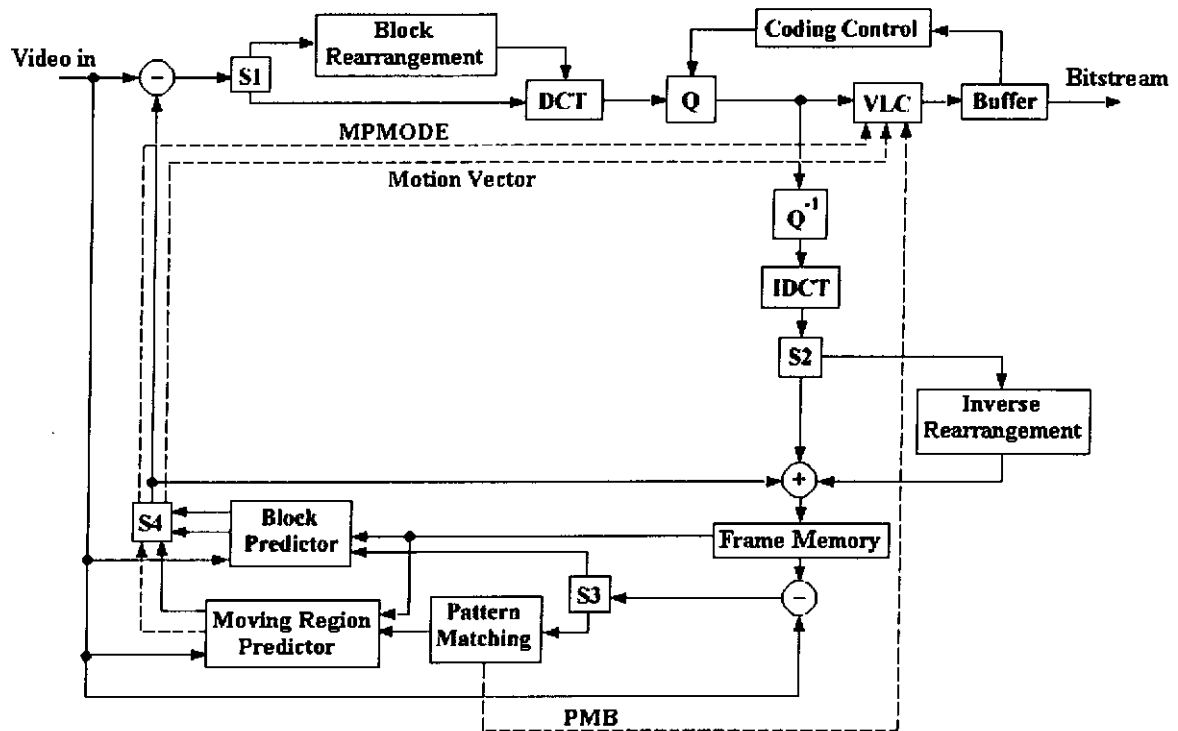 Video in
−
S1
Block
Rearrangement
DCT
Coding Control
Q
VLC
Buffer
Bitstream
MPMODE
Motion Vector
Q⁻¹
IDCT
S2
Inverse
Rearrangement
+
S4
Block
Predictor
Frame Memory
S3
−
Moving Region
Predictor
Pattern
Matching
PMB